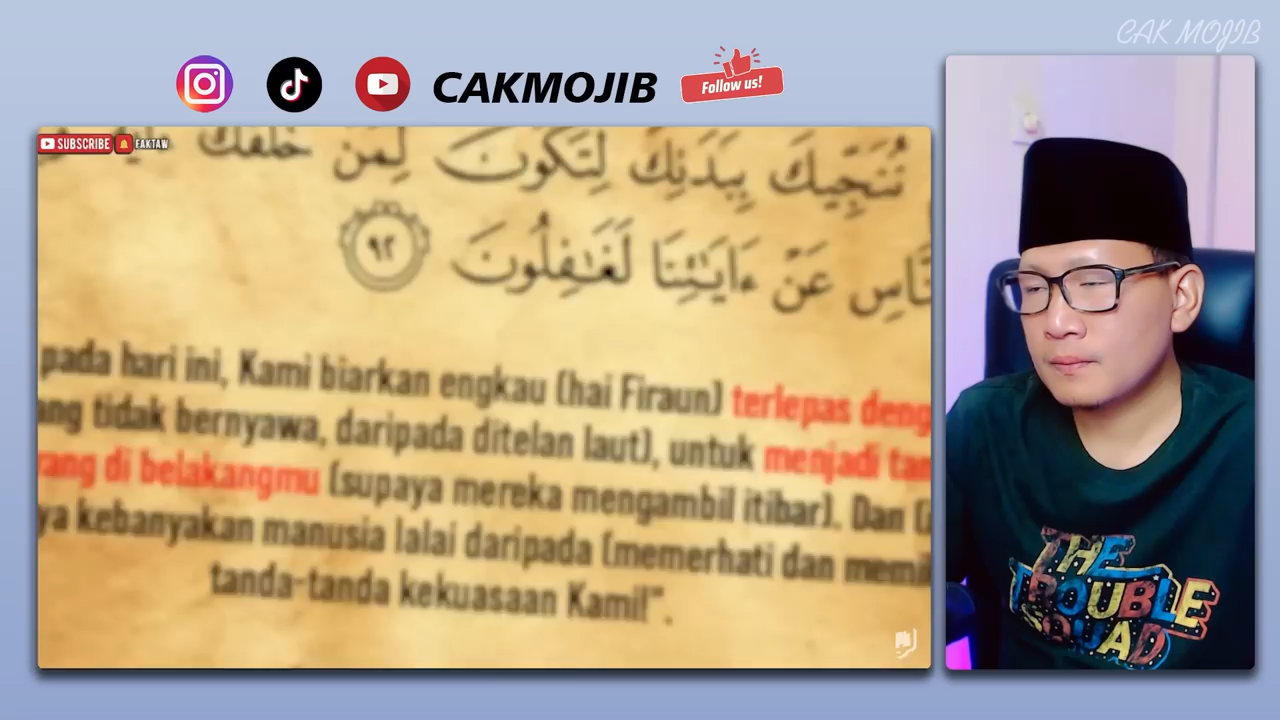 CAK MOJIB
CAKMOJIB
Follow us!
SUBSCRIBE
FAKTAW
نُنَجِّيكَ بِبَدَنِكَ لِتَكُونَ لِمَنْ خَلْفَكَ
عَنْ ءَايَٰتِنَا لَغَٰفِلُونَ ٩٢
pada hari ini, Kami biarkan engkau (hai Firaun) terlepas deng
ang tidak bernyawa, daripada ditelan laut), untuk menjadi tan
rang di belakangmu (supaya mereka mengambil itibar). Dan (
ya kebanyakan manusia lalai daripada (memerhati dan memi
tanda-tanda kekuasaan Kami!".
THE
TROUBLE
SQUAD